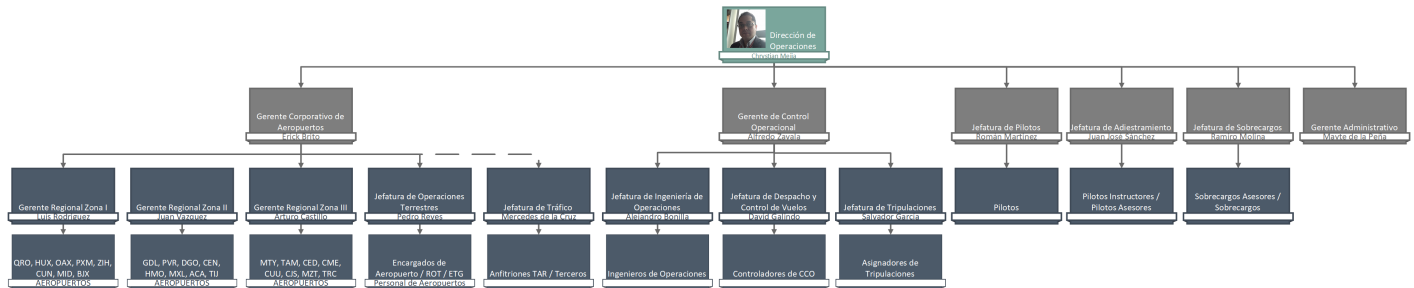 Dirección de
Operaciones
Chrystian Mejia
Gerente Corporativo de
Aeropuertos
Erick Brito
Gerente de Control
Operacional
Alfredo Zavala
Jefatura de Pilotos
Román Martínez
Jefatura de Adiestramiento
Juan José Sánchez
Jefatura de Sobrecargos
Ramiro Molina
Gerente Administrativo
Mayte de la Peña
Gerente Regional Zona I
Luis Rodriguez
Gerente Regional Zona II
Juan Vazquez
Gerente Regional Zona III
Arturo Castillo
Jefatura de Operaciones
Terrestres
Pedro Reyes
Jefatura de Tráfico
Mercedes de la Cruz
Jefatura de Ingeniería de
Operaciones
Alejandro Bonilla
Jefatura de Despacho y
Control de Vuelos
David Galindo
Jefatura de Tripulaciones
Salvador García
Pilotos
Pilotos Instructores /
Pilotos Asesores
Sobrecargos Asesores /
Sobrecargos
QRO, HUX, OAX, PXM, ZIH,
CUN, MID, BJX
AEROPUERTOS
GDL, PVR, DGO, CEN,
HMO, MXL, ACA, TIJ
AEROPUERTOS
MTY, TAM, CED, CME,
CUU, CJS, MZT, TRC
AEROPUERTOS
Encargados de
Aeropuerto / ROT / ETG
Personal de Aeropuertos
Anfitriones TAR / Terceros
Ingenieros de Operaciones
Controladores de CCO
Asignadores de
Tripulaciones